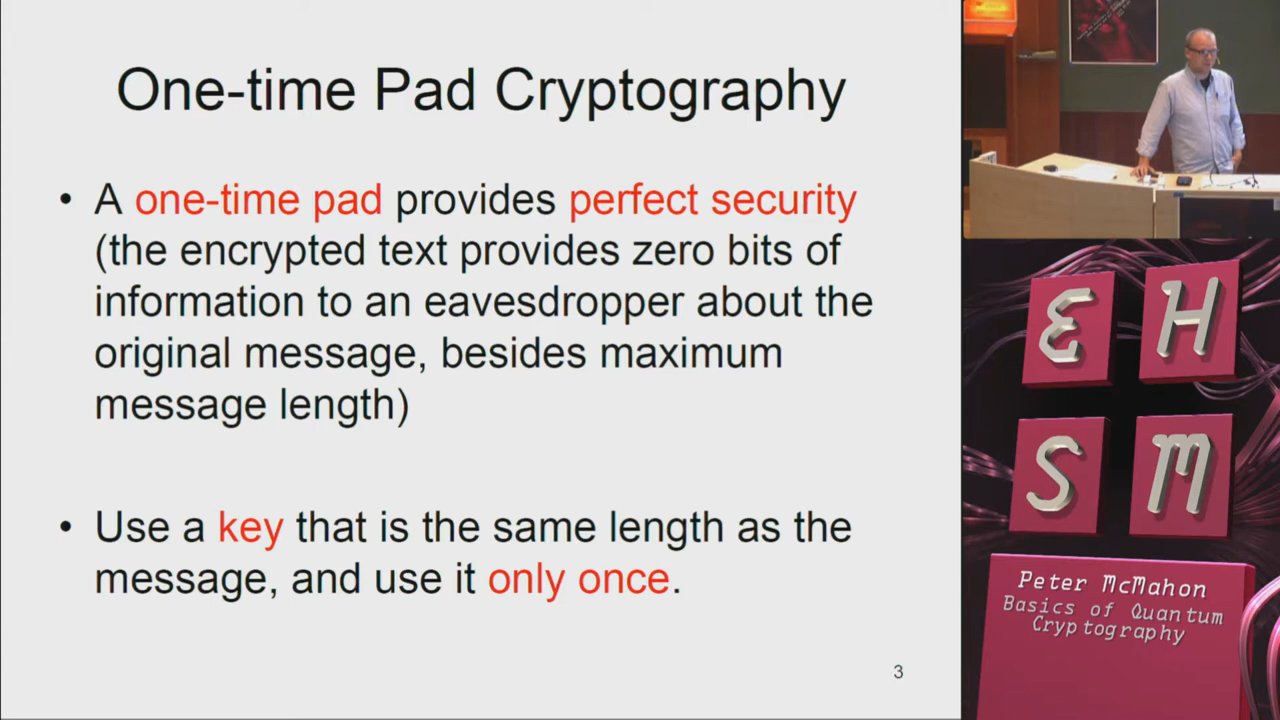 One-time Pad Cryptography
• A one-time pad provides perfect security
(the encrypted text provides zero bits of
information to an eavesdropper about the
original message, besides maximum
message length)
• Use a key that is the same length as the
message, and use it only once.
3
E H
S M
Peter McMahon
Basics of Quantum
Cryptography